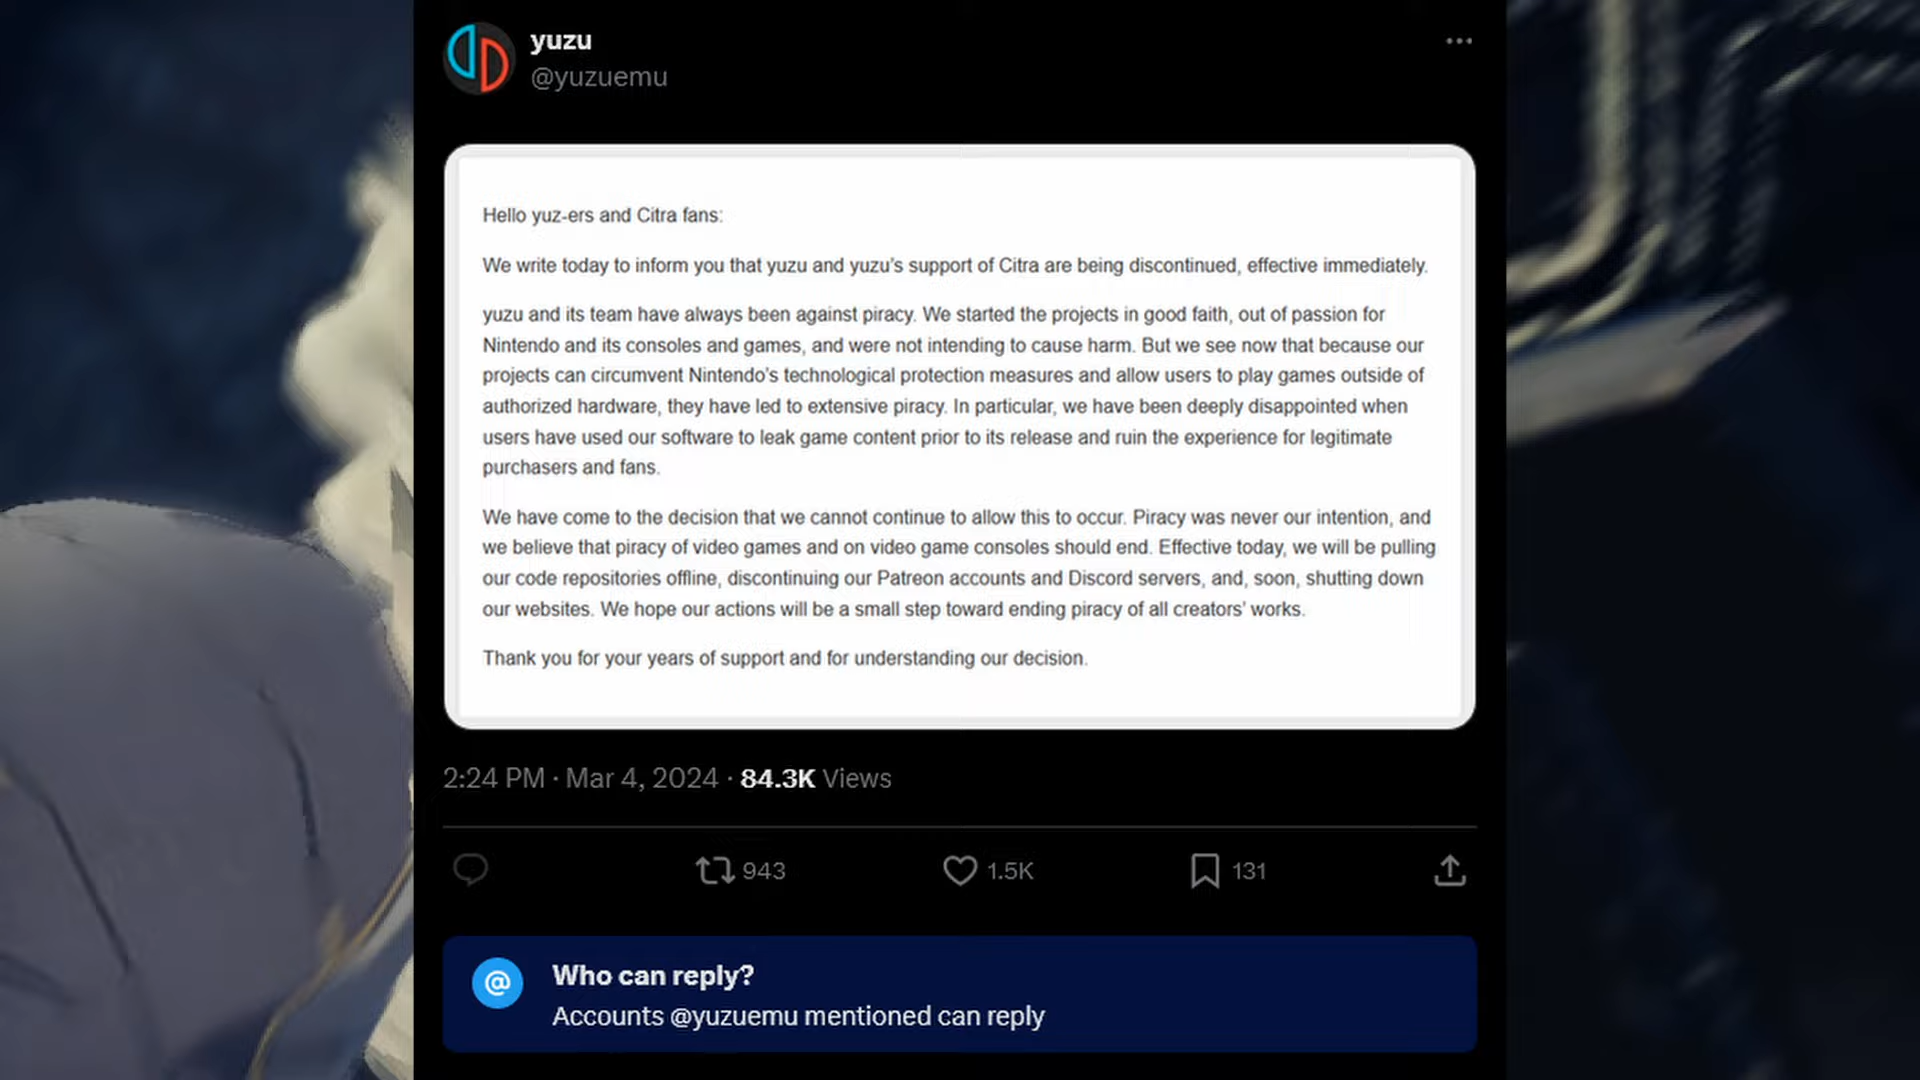 yuzu
@yuzuemu
Hello yuz-ers and Citra fans:
We write today to inform you that yuzu and yuzu's support of Citra are being discontinued, effective immediately.
yuzu and its team have always been against piracy. We started the projects in good faith, out of passion for
Nintendo and its consoles and games, and were not intending to cause harm. But we see now that because our
projects can circumvent Nintendo's technological protection measures and allow users to play games outside of
authorized hardware, they have led to extensive piracy. In particular, we have been deeply disappointed when
users have used our software to leak game content prior to its release and ruin the experience for legitimate
purchasers and fans.
We have come to the decision that we cannot continue to allow this to occur. Piracy was never our intention, and
we believe that piracy of video games and on video game consoles should end. Effective today, we will be pulling
our code repositories offline, discontinuing our Patreon accounts and Discord servers, and, soon, shutting down
our websites. We hope our actions will be a small step toward ending piracy of all creators' works.
Thank you for your years of support and for understanding our decision.
2:24 PM · Mar 4, 2024 · 84.3K Views
943 1.5K 131
@ Who can reply?
Accounts @yuzuemu mentioned can reply